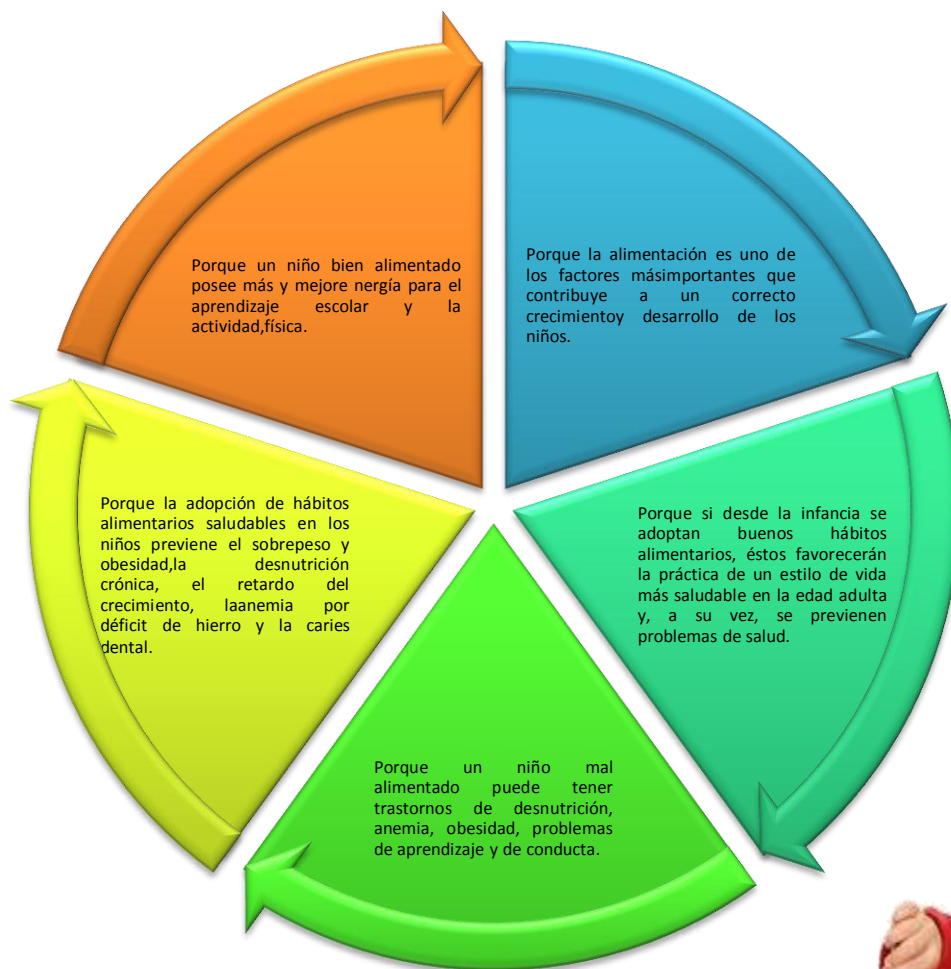 Porque la alimentación es uno de
los factores másimportantes que
contribuye a un correcto
crecimientoy desarrollo de los
niños.
Porque si desde la infancia se
adoptan buenos hábitos
alimentarios, éstos favorecerán
la práctica de un estilo de vida
más saludable en la edad adulta
y, a su vez, se previenen
problemas de salud.
Porque un niño mal
alimentado puede tener
trastornos de desnutrición,
anemia, obesidad, problemas
de aprendizaje y de conducta.
Porque la adopción de hábitos
alimentarios saludables en los
niños previene el sobrepeso y
obesidad,la desnutrición
crónica, el retardo del
crecimiento, laanemia por
déficit de hierro y la caries
dental.
Porque un niño bien alimentado
posee más y mejore nergía para el
aprendizaje escolar y la
actividad,física.